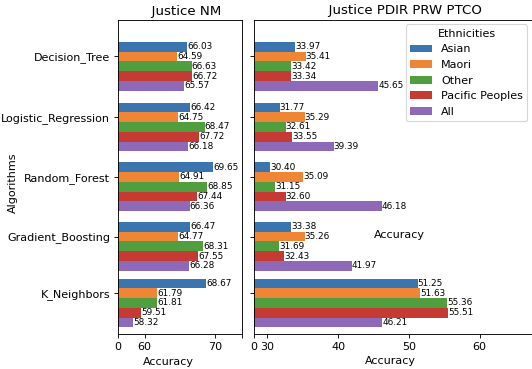 Justice NM
Justice PDIR PRW PTCO
Ethnicities
Asian
Maori
Other
Pacific Peoples
All
Algorithms
Decision_Tree
66.03
64.59
66.63
66.72
65.57
33.97
35.41
33.42
33.34
45.65
Logistic_Regression
66.42
64.75
68.47
67.72
66.18
31.77
35.29
32.61
33.55
39.39
Random_Forest
69.65
64.91
68.85
67.44
66.36
30.40
35.09
31.15
32.60
46.18
Gradient_Boosting
66.47
64.77
68.31
67.55
66.28
33.38
35.26
31.69
32.43
41.97
Accuracy
K_Neighbors
68.67
61.79
61.81
59.51
58.32
51.25
51.63
55.36
55.51
46.21
0 60 70
0 30 40 50 60
Accuracy
Accuracy